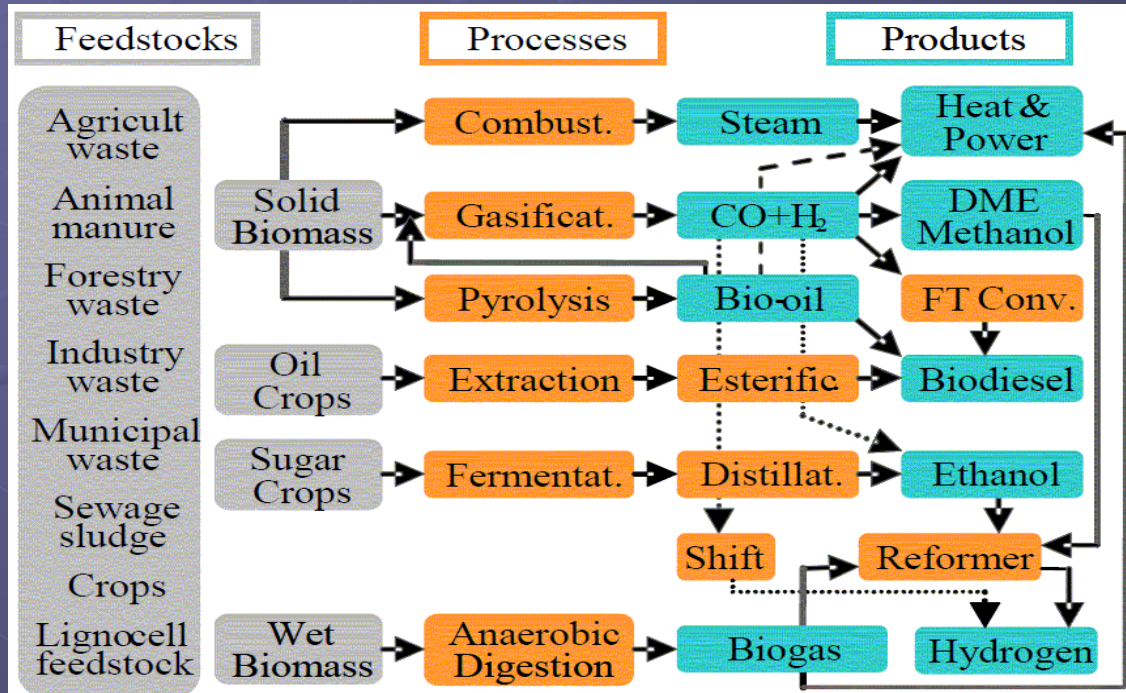 Feedstocks
Processes
Products
Agricult
waste
Animal
manure
Forestry
waste
Industry
waste
Municipal
waste
Sewage
sludge
Crops
Lignocell
feedstock
Solid
Biomass
Oil
Crops
Sugar
Crops
Wet
Biomass
Combust.
Steam
Heat &
Power
Gasificat.
CO+H₂
DME
Methanol
Pyrolysis
Bio-oil
FT Conv.
Extraction
Esterific.
Biodiesel
Fermentat.
Distillat.
Ethanol
Shift
Reformer
Anaerobic
Digestion
Biogas
Hydrogen